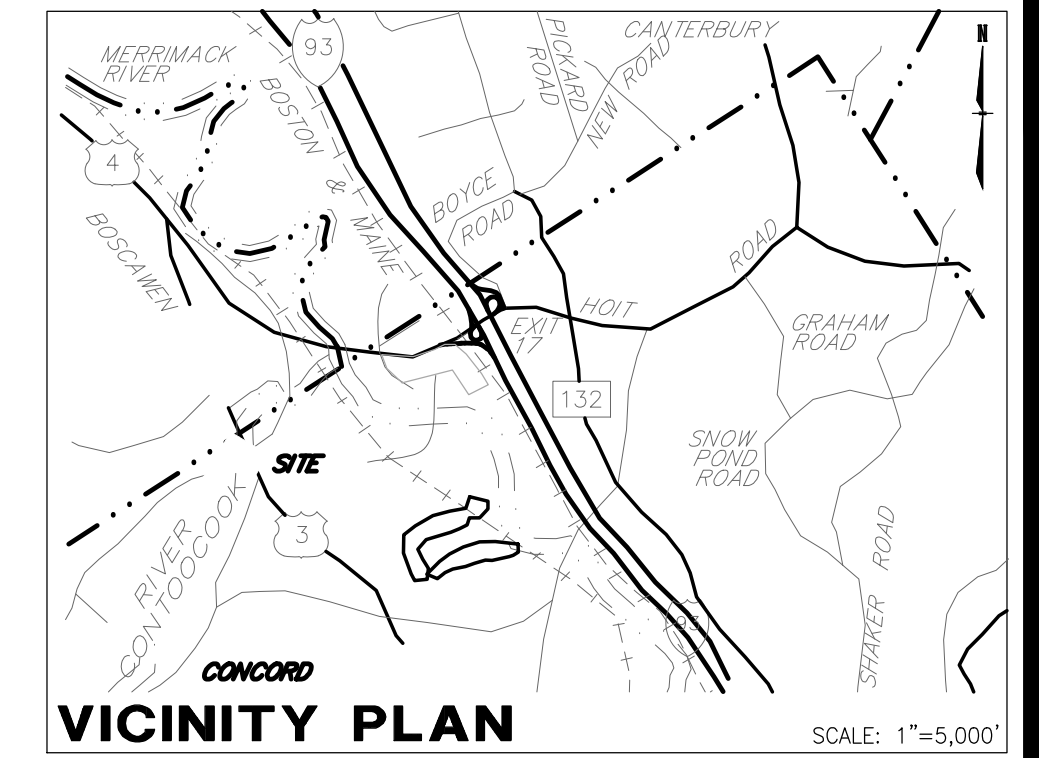 MERRIMACK
RIVER
93
PICKARD
ROAD
CANTERBURY
NEW ROAD
N
BOSTON & MAINE
4
BOYCE
ROAD
BOSCAWEN
HOIT ROAD
EXIT
17
GRAHAM
ROAD
132
SNOW
POND
ROAD
SITE
3
RIVER
CONTOOCOOK
SHAKER ROAD
93
CONCORD
VICINITY PLAN
SCALE: 1"=5,000'